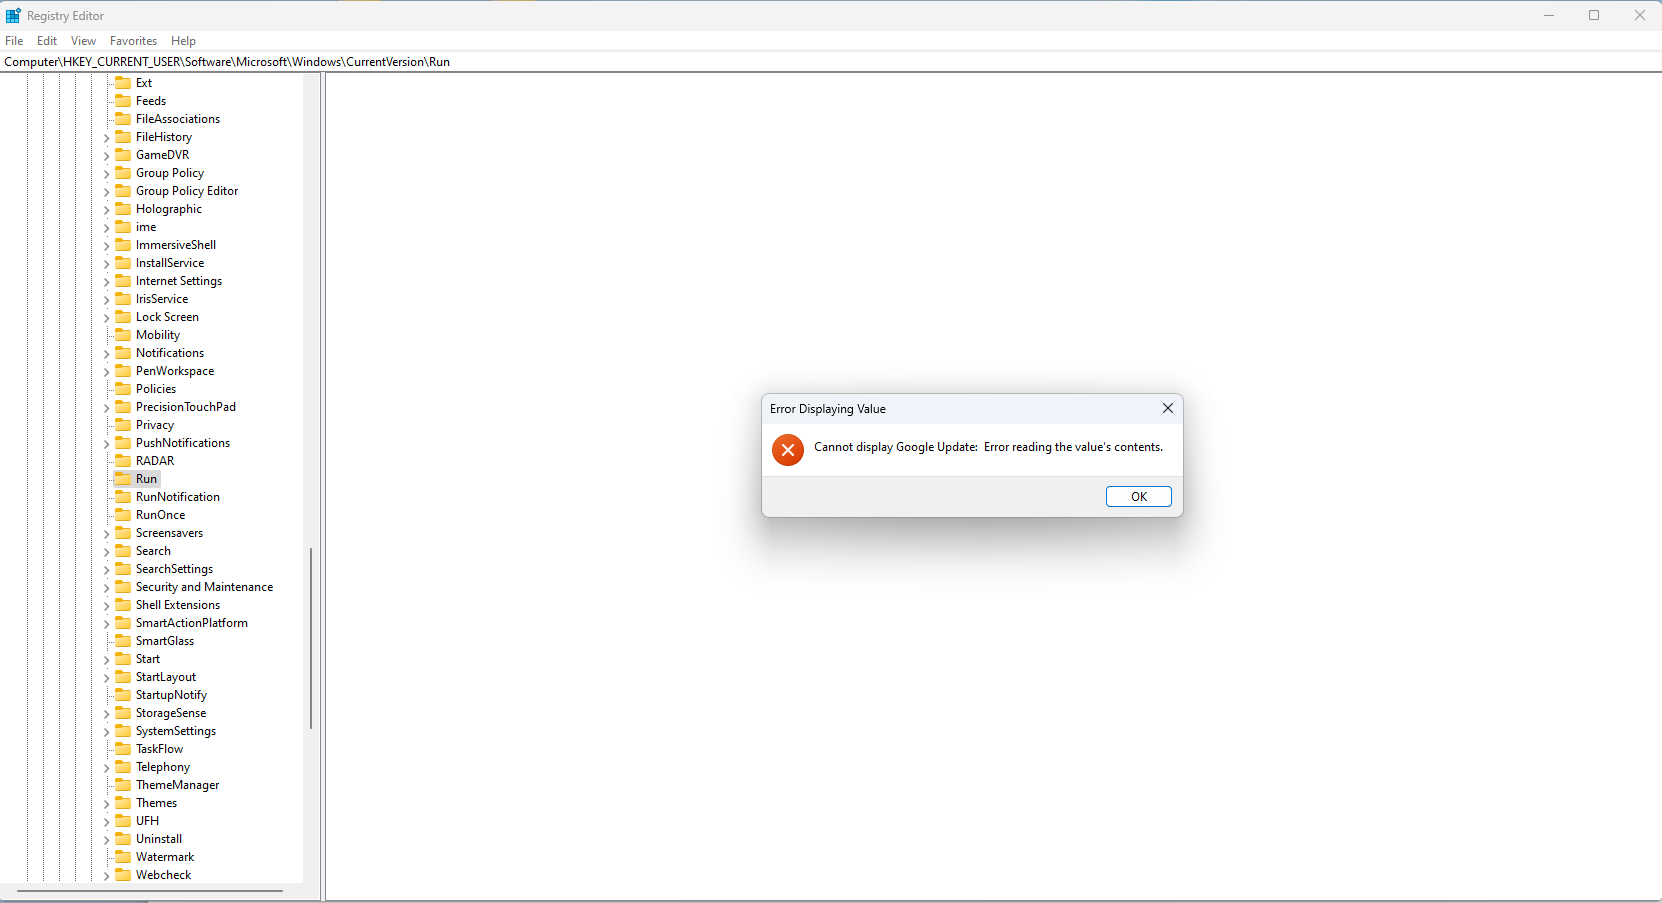 Registry Editor
File Edit View Favorites Help
Computer\HKEY_CURRENT_USER\Software\Microsoft\Windows\CurrentVersion\Run
Ext
Feeds
FileAssociations
FileHistory
GameDVR
Group Policy
Group Policy Editor
Holographic
ime
ImmersiveShell
InstallService
Internet Settings
IrisService
Lock Screen
Mobility
Notifications
PenWorkspace
Policies
PrecisionTouchPad
Privacy
PushNotifications
RADAR
Run
RunNotification
RunOnce
Screensavers
Search
SearchSettings
Security and Maintenance
Shell Extensions
SmartActionPlatform
SmartGlass
Start
StartLayout
StartupNotify
StorageSense
SystemSettings
TaskFlow
Telephony
ThemeManager
Themes
UFH
Uninstall
Watermark
Webcheck
Error Displaying Value
Cannot display Google Update:  Error reading the value's contents.
OK